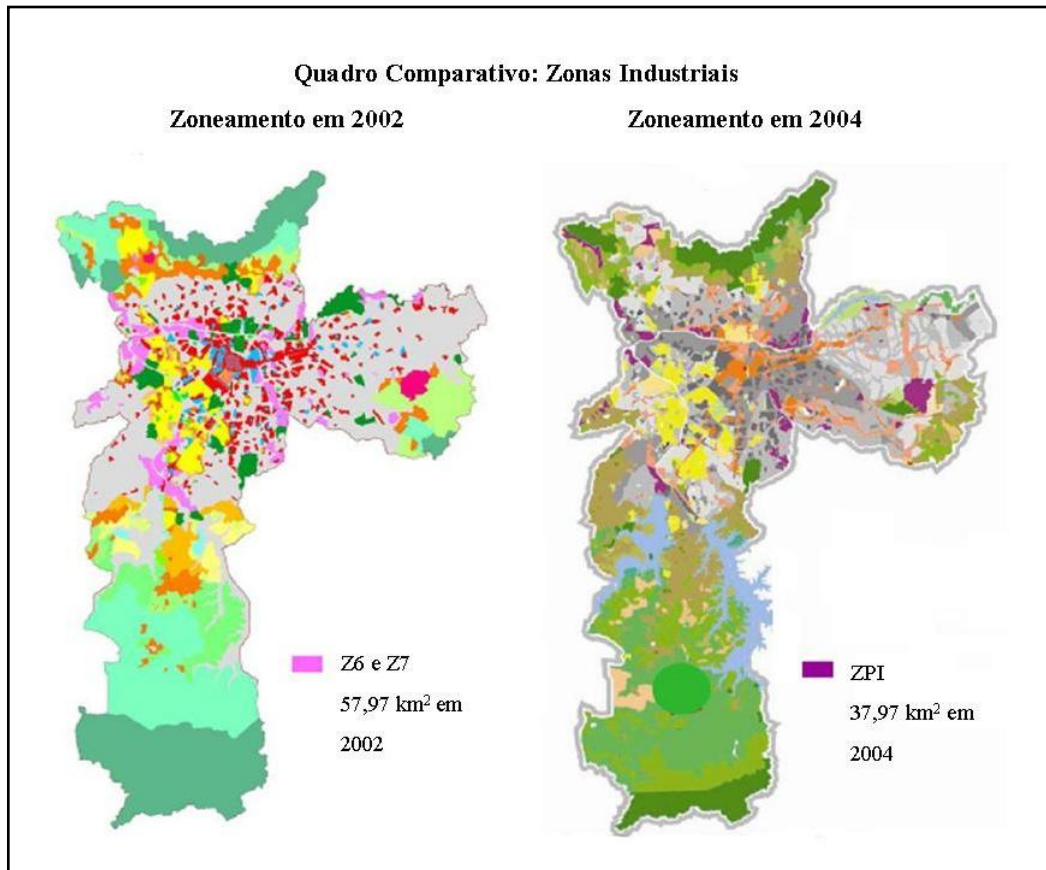 Quadro Comparativo: Zonas Industriais
Zoneamento em 2002
Zoneamento em 2004
Z6 e Z7
57,97 km² em
2002
ZPI
37,97 km² em
2004